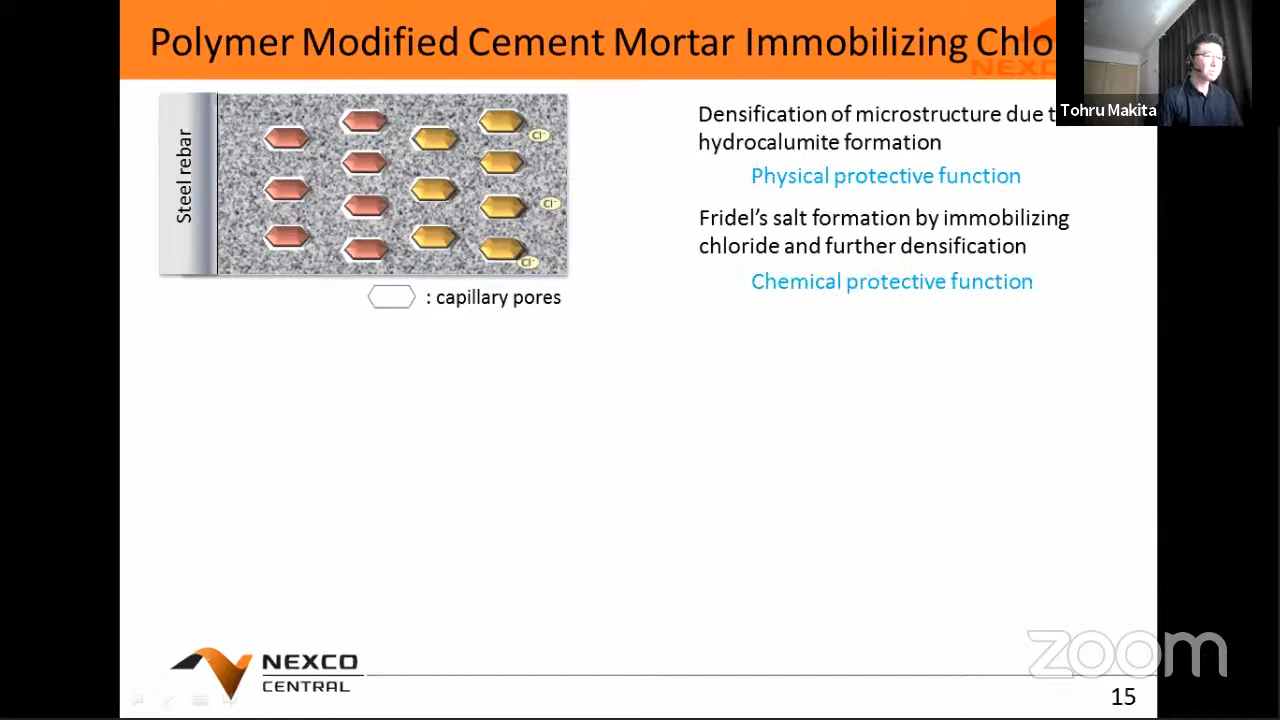 Polymer Modified Cement Mortar Immobilizing Chlo
NEXC
Tohru Makita
Steel rebar
Cl⁻
Cl⁻
Cl⁻
: capillary pores
Densification of microstructure due t
hydrocalumite formation
Physical protective function
Fridel's salt formation by immobilizing
chloride and further densification
Chemical protective function
NEXCO
CENTRAL
zoom
15